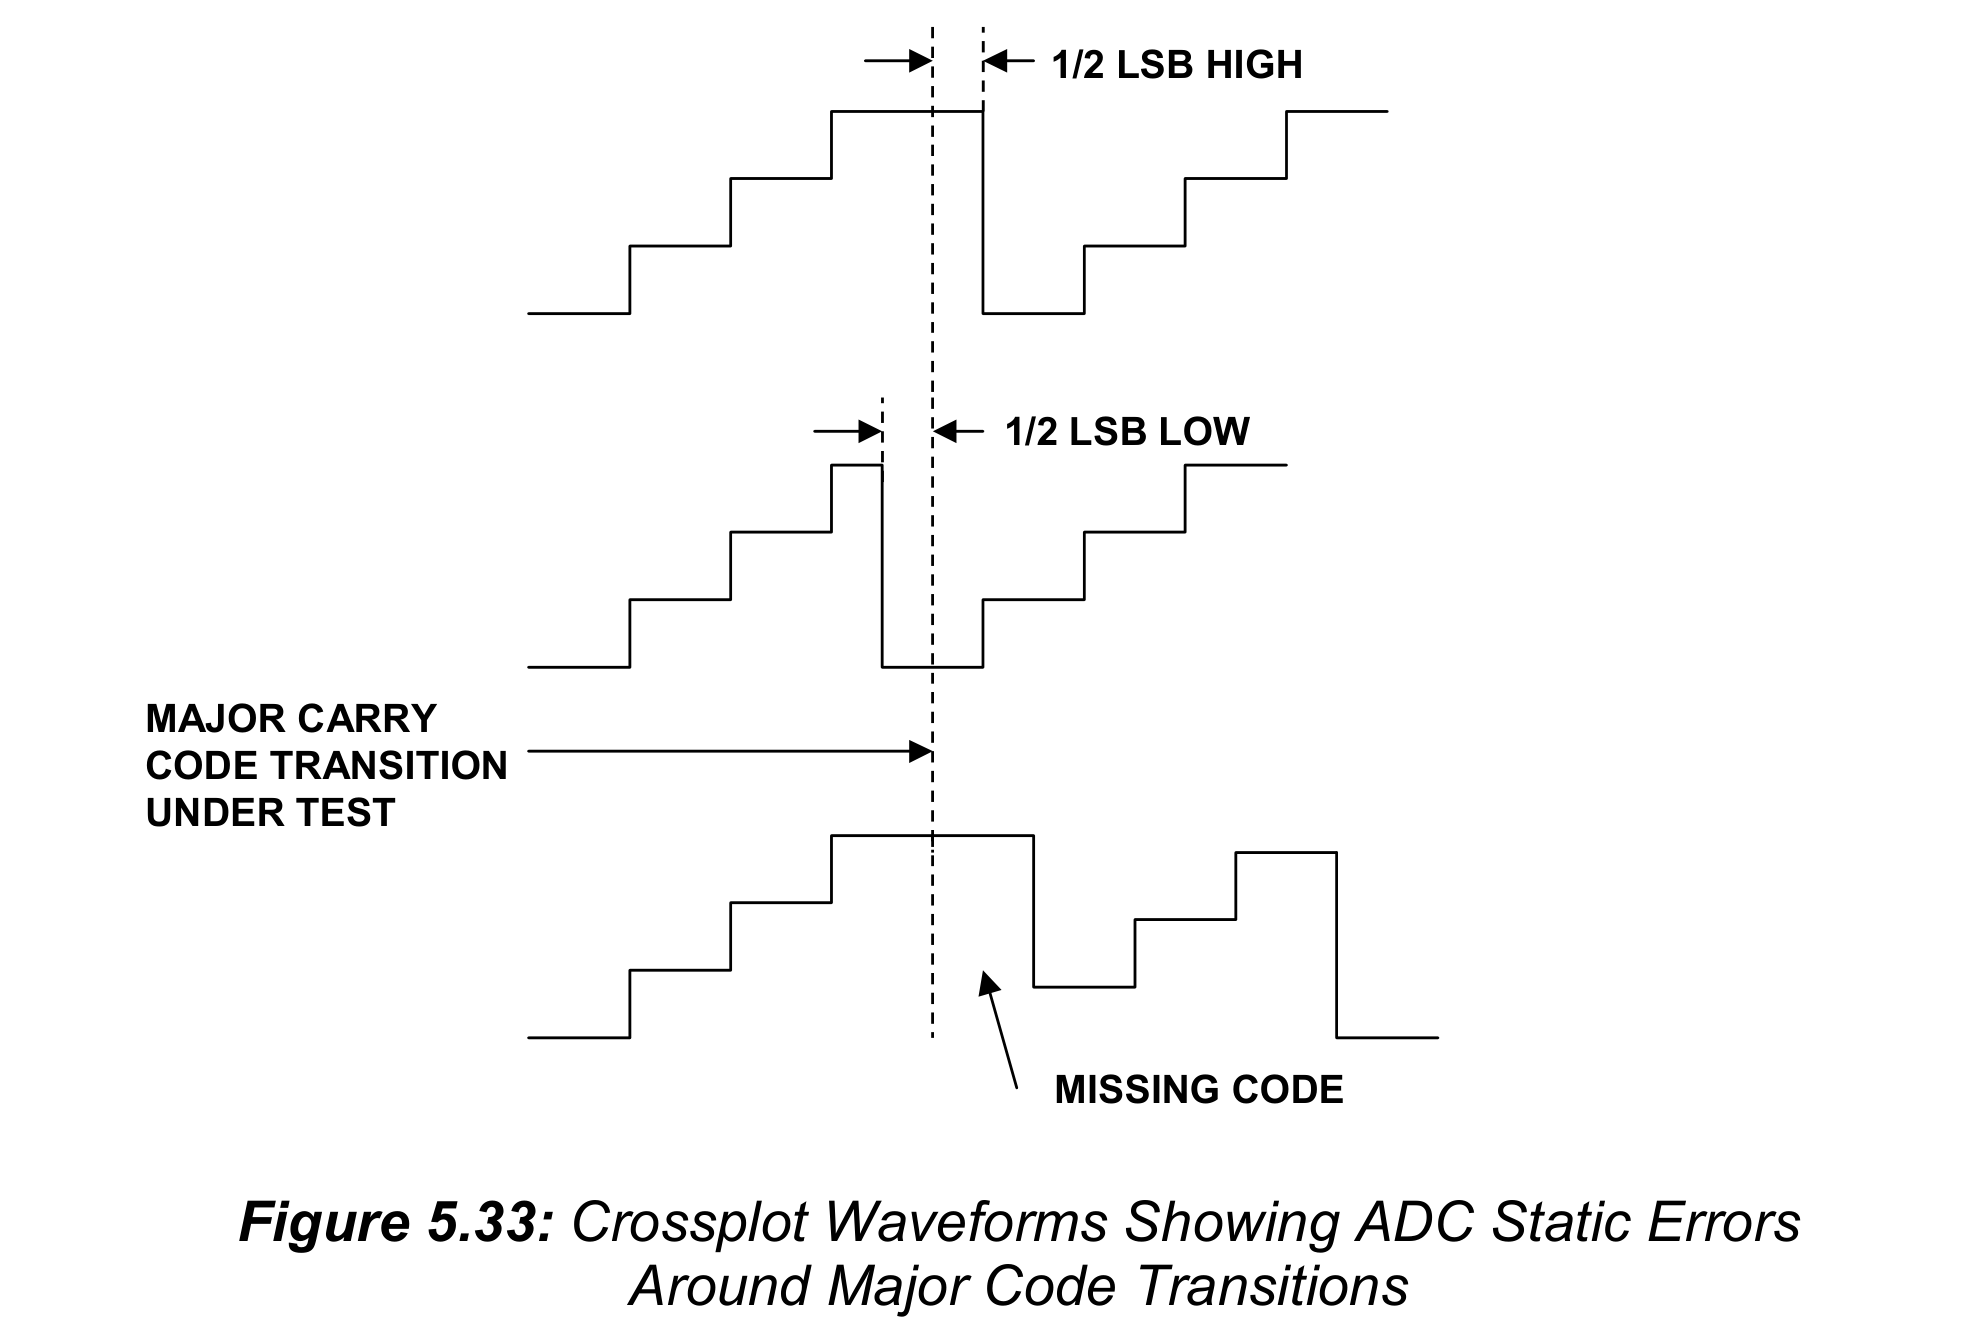 1/2 LSB HIGH
1/2 LSB LOW
MAJOR CARRY
CODE TRANSITION
UNDER TEST
MISSING CODE
Figure 5.33: Crossplot Waveforms Showing ADC Static Errors
Around Major Code Transitions